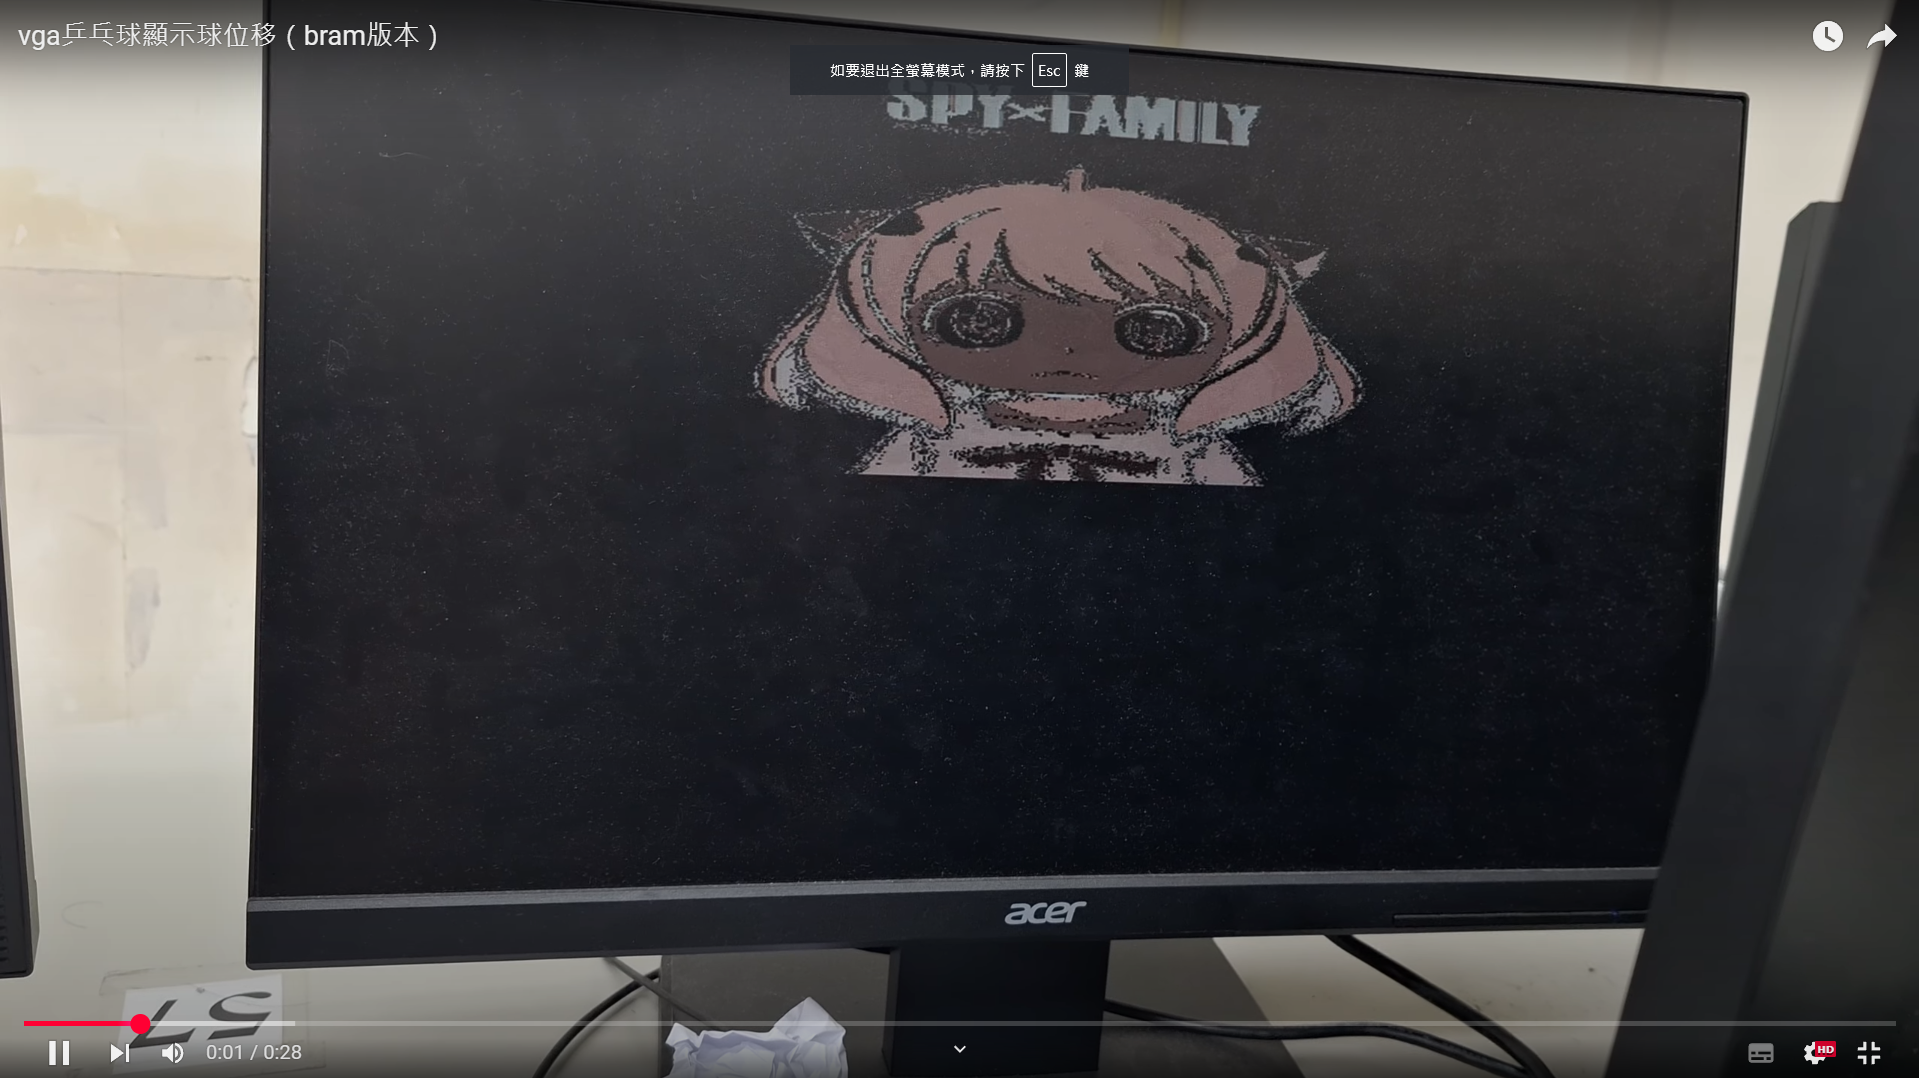 vga乒乓球顯示球位移（bram版本）
如要退出全螢幕模式，請按下 Esc 鍵
SPY×FAMILY
acer
57
0:01 / 0:28
HD